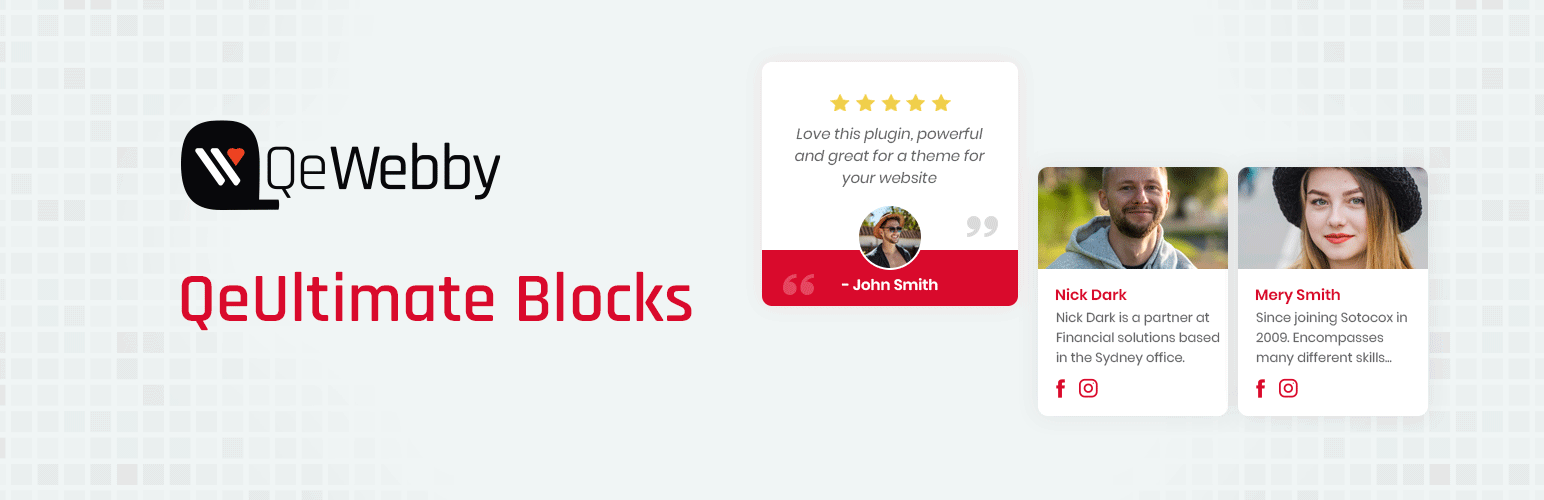 QeWebby
QeUltimate Blocks
Love this plugin, powerful
and great for a theme for
your website
- John Smith
Nick Dark
Nick Dark is a partner at
Financial solutions based
in the Sydney office.
Mery Smith
Since joining Sotocox in
2009. Encompasses
many different skills...